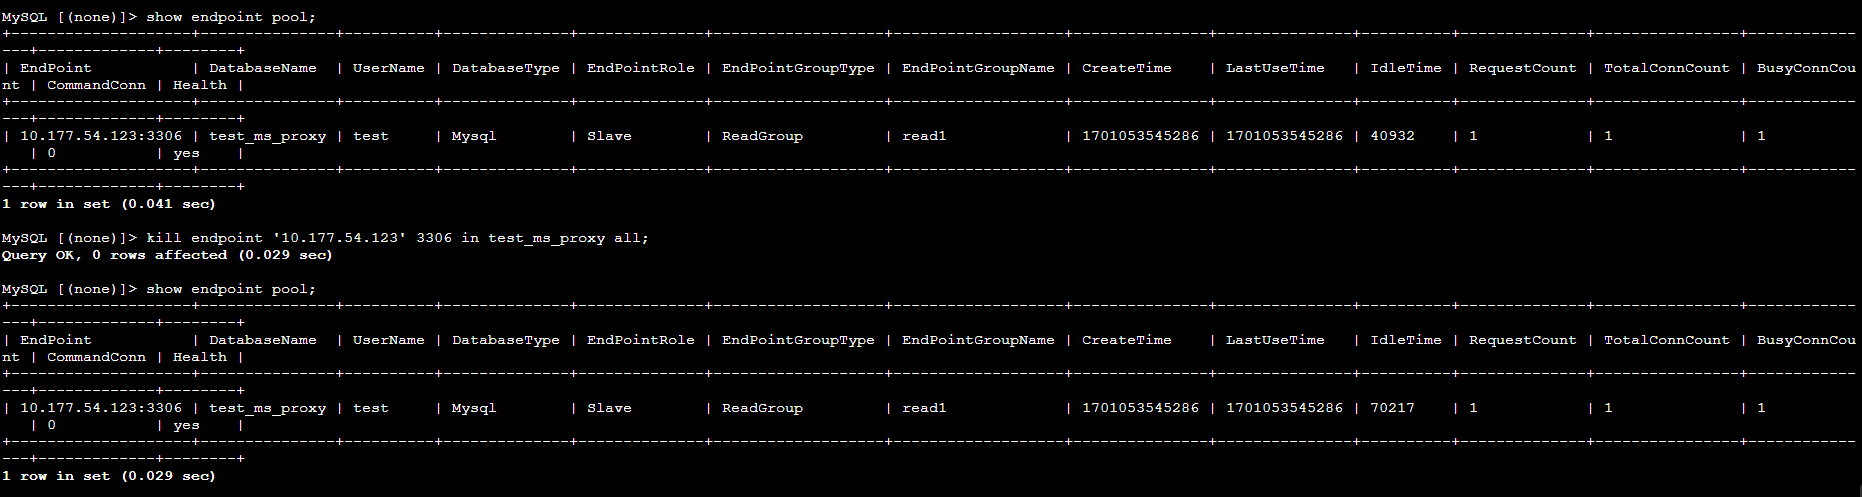 MySQL [(none)]> show endpoint pool;
+--------------------+---------------+----------+--------------+--------------+-------------------+-------------------+---------------+---------------+----------+--------------+----------------+------------
---+-------------+--------+
| EndPoint           | DatabaseName  | UserName | DatabaseType | EndPointRole | EndPointGroupType | EndPointGroupName | CreateTime    | LastUseTime   | IdleTime | RequestCount | TotalConnCount | BusyConnCou
nt | CommandConn | Health |
+--------------------+---------------+----------+--------------+--------------+-------------------+-------------------+---------------+---------------+----------+--------------+----------------+------------
---+-------------+--------+
| 10.177.54.123:3306 | test_ms_proxy | test     | Mysql        | Slave        | ReadGroup         | read1             | 1701053545286 | 1701053545286 | 40932    | 1            | 1              | 1
   | 0           | yes    |
+--------------------+---------------+----------+--------------+--------------+-------------------+-------------------+---------------+---------------+----------+--------------+----------------+------------
---+-------------+--------+
1 row in set (0.041 sec)
MySQL [(none)]> kill endpoint '10.177.54.123' 3306 in test_ms_proxy all;
Query OK, 0 rows affected (0.029 sec)
MySQL [(none)]> show endpoint pool;
+--------------------+---------------+----------+--------------+--------------+-------------------+-------------------+---------------+---------------+----------+--------------+----------------+------------
---+-------------+--------+
| EndPoint           | DatabaseName  | UserName | DatabaseType | EndPointRole | EndPointGroupType | EndPointGroupName | CreateTime    | LastUseTime   | IdleTime | RequestCount | TotalConnCount | BusyConnCou
nt | CommandConn | Health |
+--------------------+---------------+----------+--------------+--------------+-------------------+-------------------+---------------+---------------+----------+--------------+----------------+------------
---+-------------+--------+
| 10.177.54.123:3306 | test_ms_proxy | test     | Mysql        | Slave        | ReadGroup         | read1             | 1701053545286 | 1701053545286 | 70217    | 1            | 1              | 1
   | 0           | yes    |
+--------------------+---------------+----------+--------------+--------------+-------------------+-------------------+---------------+---------------+----------+--------------+----------------+------------
---+-------------+--------+
1 row in set (0.029 sec)